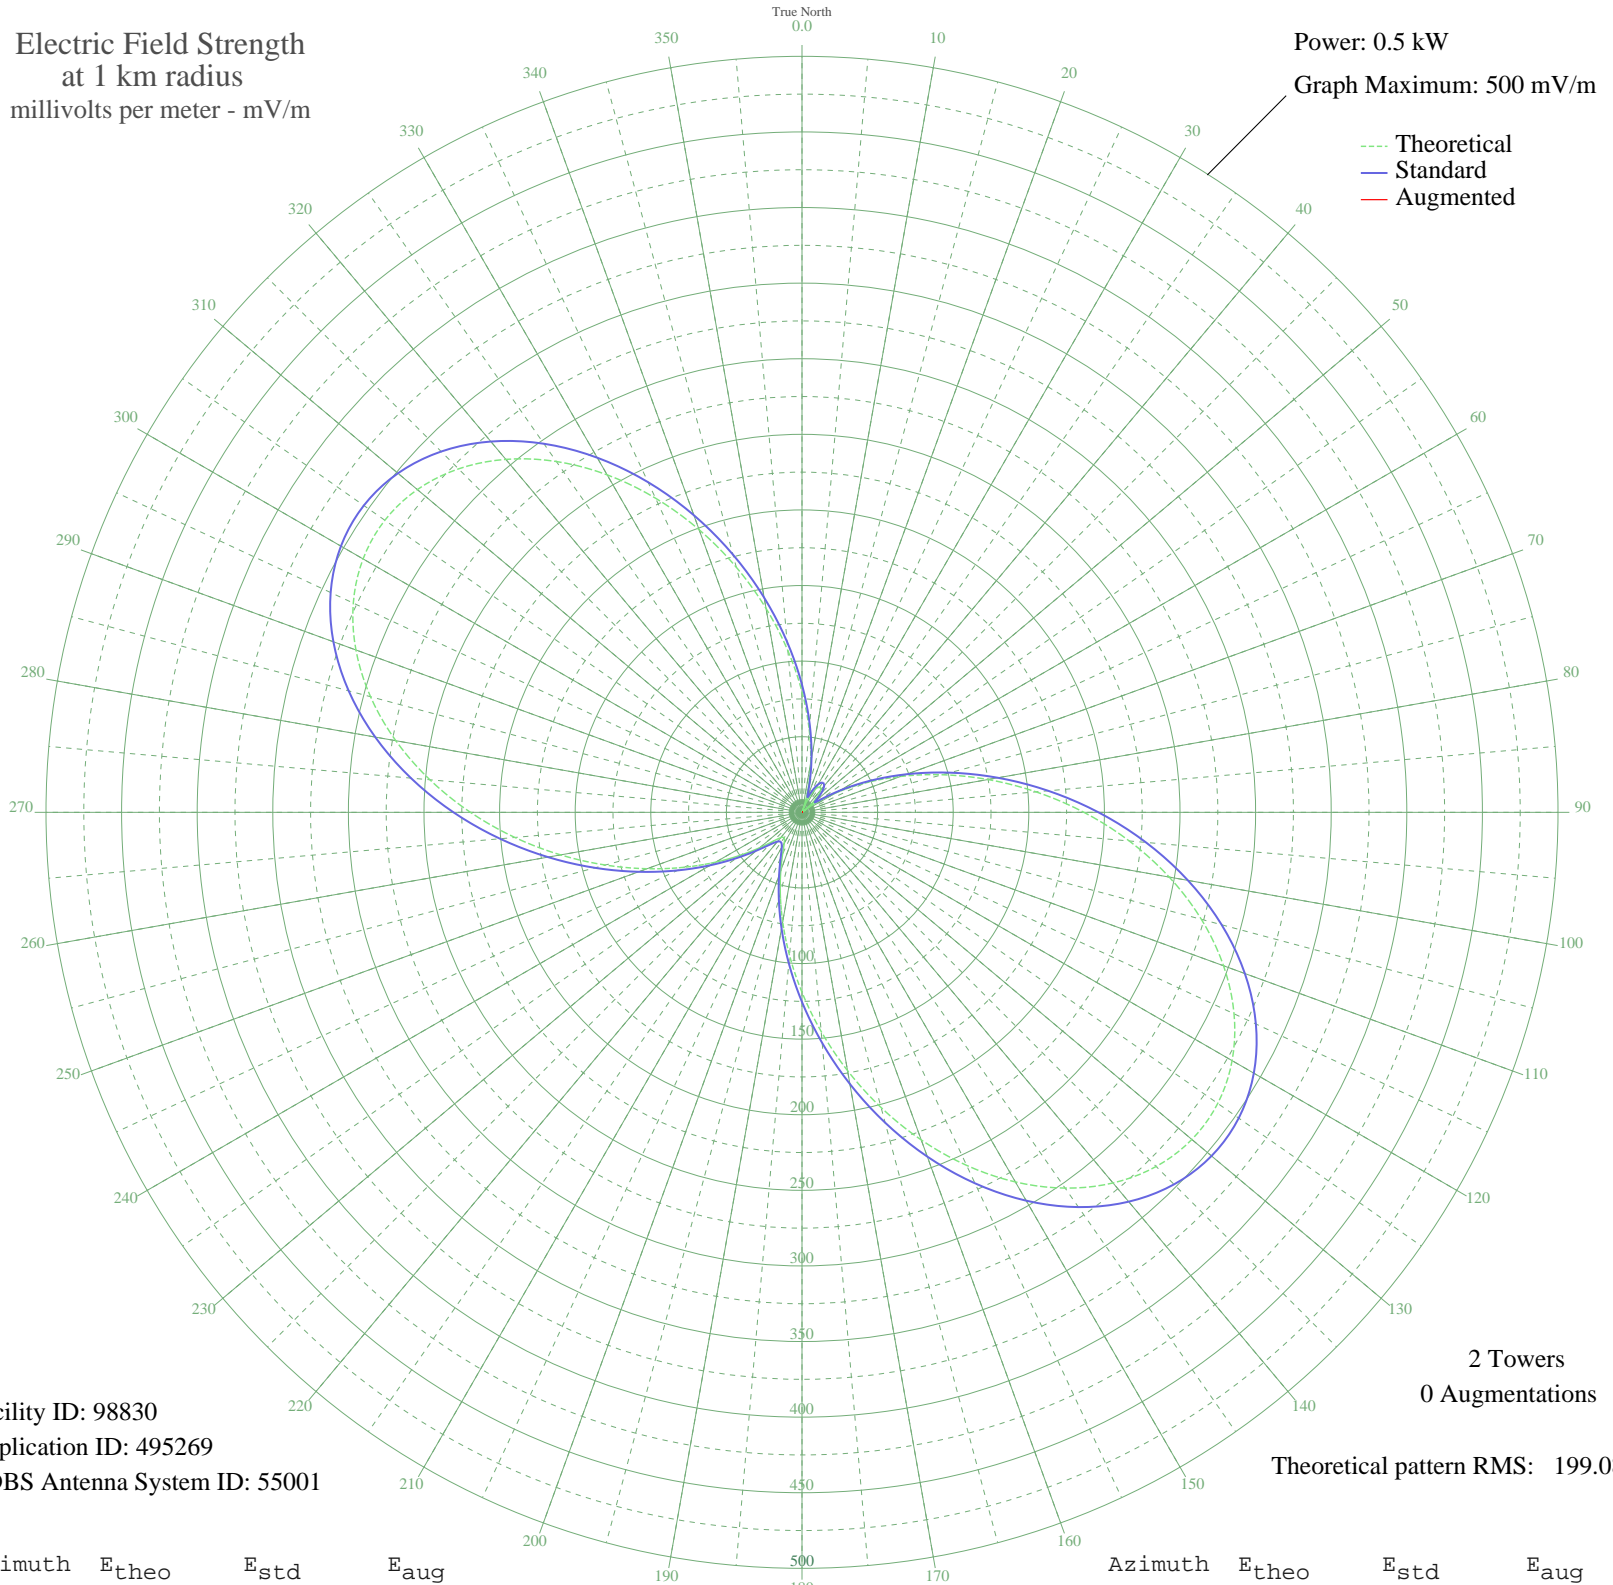 True North
0.0
Electric Field Strength
at 1 km radius
millivolts per meter - mV/m
Power: 0.5 kW
Graph Maximum: 500 mV/m
Theoretical
Standard
Augmented
10
20
30
40
50
60
70
80
90
100
110
120
130
140
150
160
170
190
200
210
220
230
240
250
260
270
280
290
300
310
320
330
340
350
100
150
200
250
300
350
400
450
500
2 Towers
0 Augmentations
Theoretical pattern RMS: 199.0
cility ID: 98830
plication ID: 495269
DBS Antenna System ID: 55001
imuth Etheo Estd Eaug
Azimuth Etheo Estd Eaug